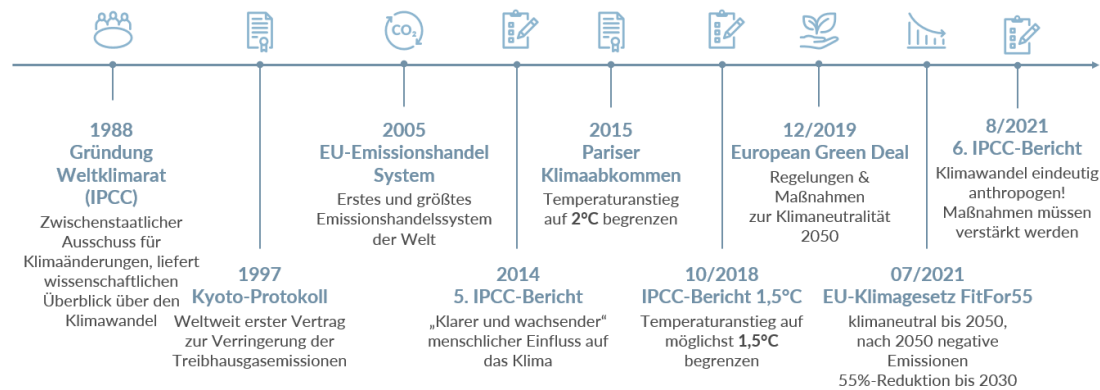 CO₂
1988
Gründung
Weltklimarat
(IPCC)
Zwischenstaatlicher
Ausschuss für
Klimaänderungen, liefert
wissenschaftlichen
Überblick über den
Klimawandel
1997
Kyoto-Protokoll
Weltweit erster Vertrag
zur Verringerung der
Treibhausgasemissionen
2005
EU-Emissionshandel
System
Erstes und größtes
Emissionshandelssystem
der Welt
2014
5. IPCC-Bericht
„Klarer und wachsender“
menschlicher Einfluss auf
das Klima
2015
Pariser
Klimaabkommen
Temperaturanstieg
auf 2°C begrenzen
10/2018
IPCC-Bericht 1,5°C
Temperaturanstieg auf
möglichst 1,5°C
begrenzen
12/2019
European Green Deal
Regelungen &
Maßnahmen
zur Klimaneutralität
2050
07/2021
EU-Klimagesetz FitFor55
klimaneutral bis 2050,
nach 2050 negative
Emissionen
55%-Reduktion bis 2030
8/2021
6. IPCC-Bericht
Klimawandel eindeutig
anthropogen!
Maßnahmen müssen
verstärkt werden